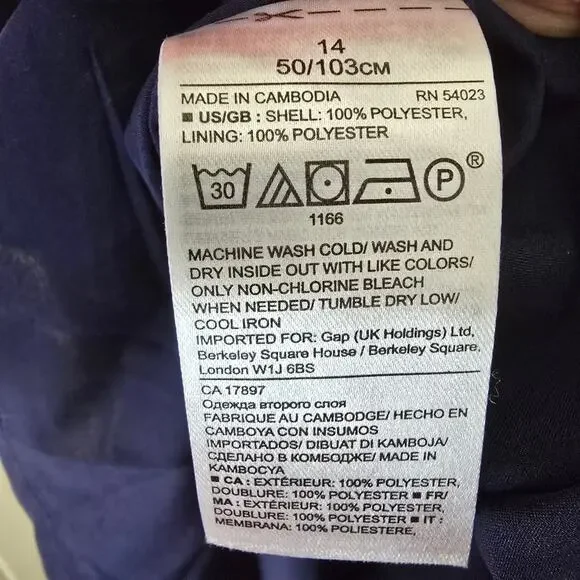 14
50/103CM
MADE IN CAMBODIA RN 54023
■ US/GB : SHELL: 100% POLYESTER,
LINING: 100% POLYESTER
30 P ®
1166
MACHINE WASH COLD/ WASH AND
DRY INSIDE OUT WITH LIKE COLORS/
ONLY NON-CHLORINE BLEACH
WHEN NEEDED/ TUMBLE DRY LOW/
COOL IRON
IMPORTED FOR: Gap (UK Holdings) Ltd,
Berkeley Square House / Berkeley Square,
London W1J 6BS
CA 17897
Одежда второго слоя
FABRIQUE AU CAMBODGE/ HECHO EN
CAMBOYA CON INSUMOS
IMPORTADOS/ DIBUAT DI KAMBOJA/
СДЕЛАНО В КОМБОДЖЕ/ MADE IN
KAMBOCYA
■ CA : EXTÉRIEUR: 100% POLYESTER,
DOUBLURE: 100% POLYESTER ■ FR/
MA : EXTÉRIEUR: 100% POLYESTER,
DOUBLURE: 100% POLYESTER ■ IT :
MEMBRANA: 100% POLIESTERE,